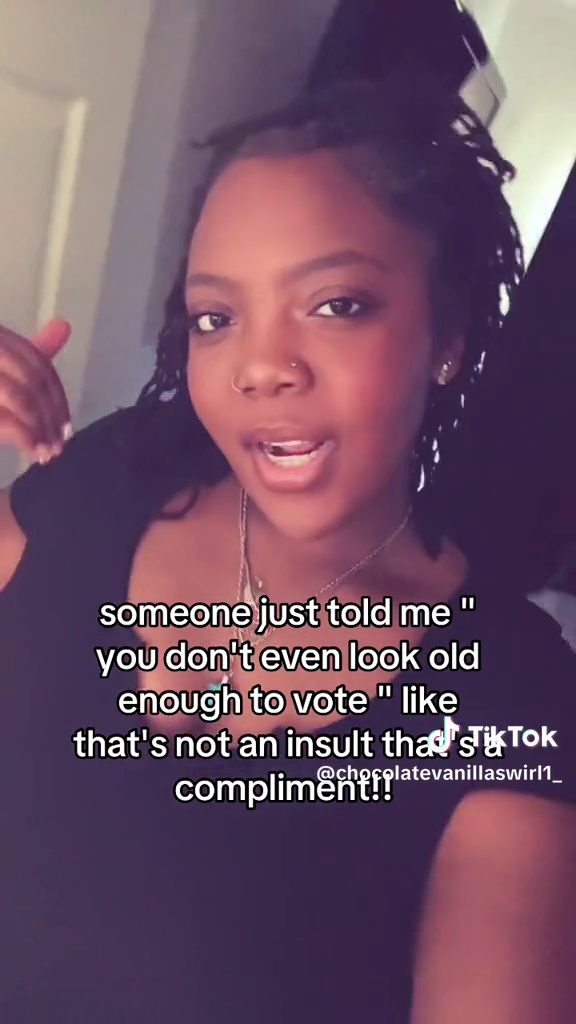 someone just told me "
you don't even look old
enough to vote " like
that's not an insult that's a
compliment!!
TikTok
@chocolatevanillaswirl1_